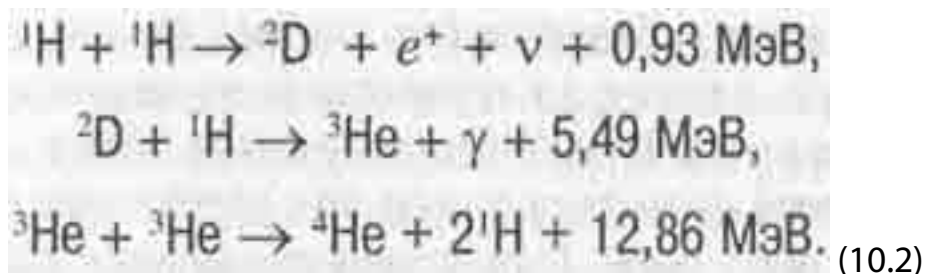 ¹H + ¹H → ²D + e⁺ + ν + 0,93 МэВ,
²D + ¹H → ³He + γ + 5,49 МэВ,
³He + ³He → ⁴He + 2¹H + 12,86 МэВ. (10.2)